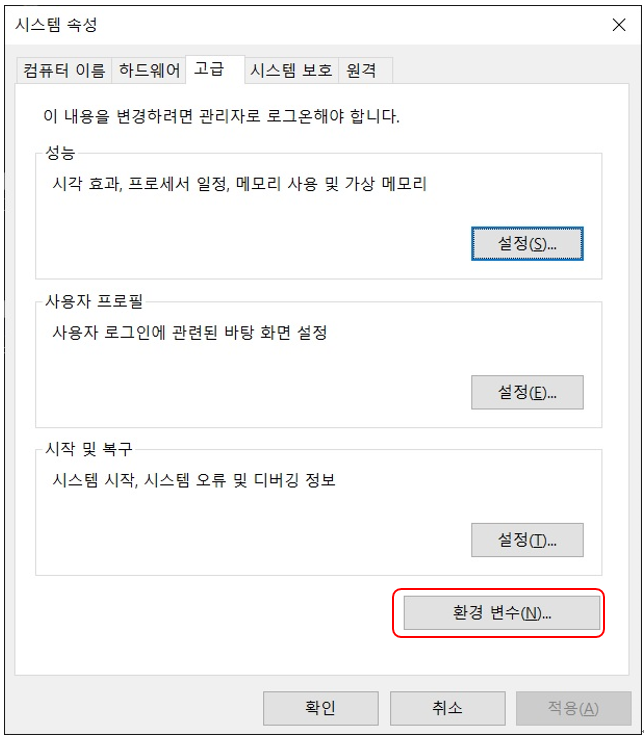 시스템 속성
컴퓨터 이름 하드웨어 고급 시스템 보호 원격
이 내용을 변경하려면 관리자로 로그온해야 합니다.
성능
시각 효과, 프로세서 일정, 메모리 사용 및 가상 메모리
설정(S)...
사용자 프로필
사용자 로그인에 관련된 바탕 화면 설정
설정(E)...
시작 및 복구
시스템 시작, 시스템 오류 및 디버깅 정보
설정(T)...
환경 변수(N)...
확인 취소 적용(A)